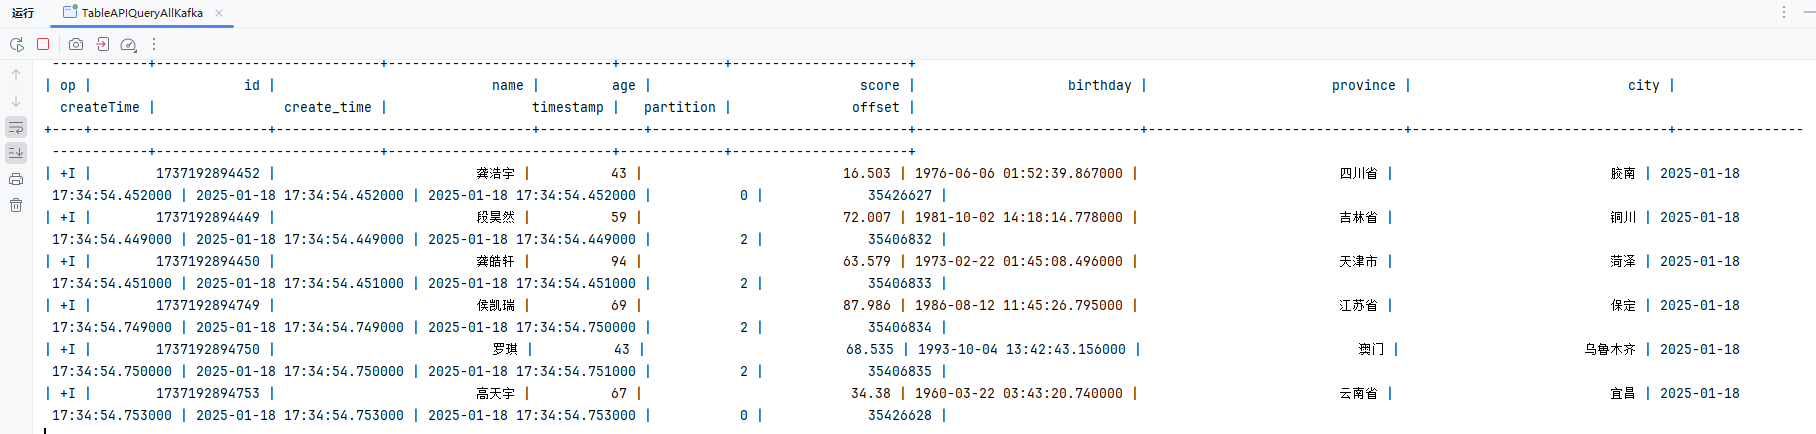 运行 TableAPIQueryAllKafka
------------+----------------------------+----------------------------+-------------+----------------------+
| op | id | name | age | score | birthday | province | city |
createTime | create_time | timestamp | partition | offset |
+----+----------------------+--------------------------------+-------------+--------------------------------+----------------------------+--------------------------------+--------------------------------+----------------
------------+----------------------------+----------------------------+-------------+----------------------+
| +I | 1737192894452 | 龚浩宇 | 43 | 16.503 | 1976-06-06 01:52:39.867000 | 四川省 | 胶南 | 2025-01-18
17:34:54.452000 | 2025-01-18 17:34:54.452000 | 2025-01-18 17:34:54.452000 | 0 | 35426627 |
| +I | 1737192894449 | 段昊然 | 59 | 72.007 | 1981-10-02 14:18:14.778000 | 吉林省 | 铜川 | 2025-01-18
17:34:54.449000 | 2025-01-18 17:34:54.449000 | 2025-01-18 17:34:54.449000 | 2 | 35406832 |
| +I | 1737192894450 | 龚皓轩 | 94 | 63.579 | 1973-02-22 01:45:08.496000 | 天津市 | 菏泽 | 2025-01-18
17:34:54.451000 | 2025-01-18 17:34:54.451000 | 2025-01-18 17:34:54.451000 | 2 | 35406833 |
| +I | 1737192894749 | 侯凯瑞 | 69 | 87.986 | 1986-08-12 11:45:26.795000 | 江苏省 | 保定 | 2025-01-18
17:34:54.749000 | 2025-01-18 17:34:54.749000 | 2025-01-18 17:34:54.750000 | 2 | 35406834 |
| +I | 1737192894750 | 罗琪 | 43 | 68.535 | 1993-10-04 13:42:43.156000 | 澳门 | 乌鲁木齐 | 2025-01-18
17:34:54.750000 | 2025-01-18 17:34:54.750000 | 2025-01-18 17:34:54.751000 | 2 | 35406835 |
| +I | 1737192894753 | 高天宇 | 67 | 34.38 | 1960-03-22 03:43:20.740000 | 云南省 | 宜昌 | 2025-01-18
17:34:54.753000 | 2025-01-18 17:34:54.753000 | 2025-01-18 17:34:54.753000 | 0 | 35426628 |